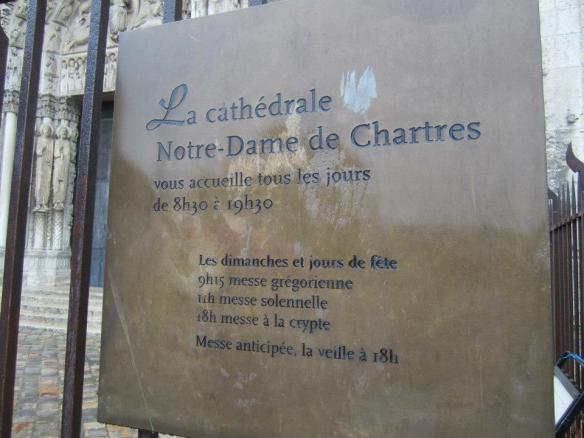 La cathédrale
Notre-Dame de Chartres
vous accueille tous les jours
de 8h30 à 19h30
Les dimanches et jours de fête
9h15 messe grégorienne
11h messe solennelle
18h messe à la crypte
Messe anticipée, la veille à 18h